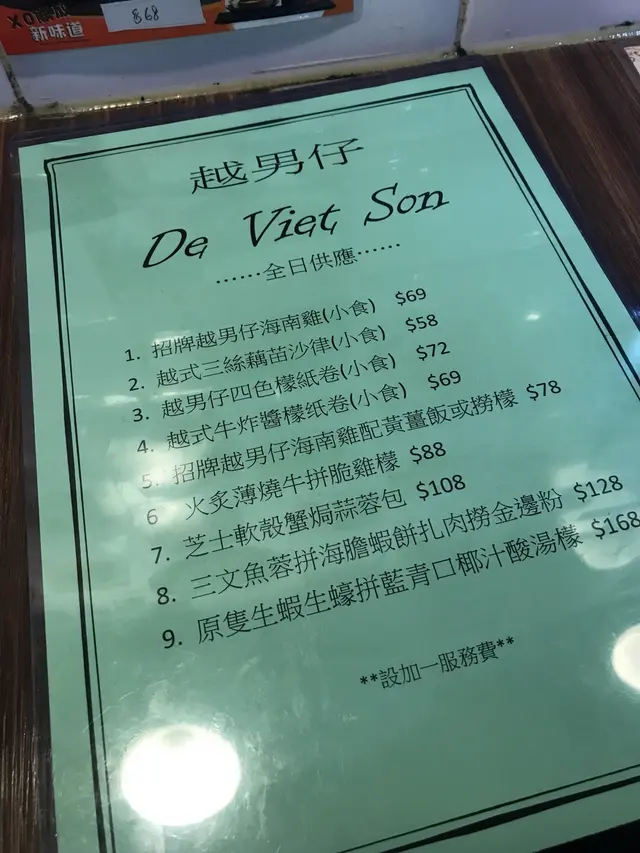 $68
新味道
越男仔
De Viet Son
……全日供應……
1. 招牌越男仔海南雞(小食) $69
2. 越式三絲藕苗沙律(小食) $58
3. 越男仔四色檬紙卷(小食) $72
4. 越式牛炸醬檬纸卷(小食) $69
5. 招牌越男仔海南雞配黃薑飯或撈檬 $78
6 火炙薄燒牛拼脆雞檬 $88
7. 芝士軟殼蟹焗蒜蓉包 $108
8. 三文魚蓉拼海膽蝦餅扎肉撈金邊粉 $128
9. 原隻生蝦生蠔拼藍青口椰汁酸湯檬 $168
**設加一服務費**